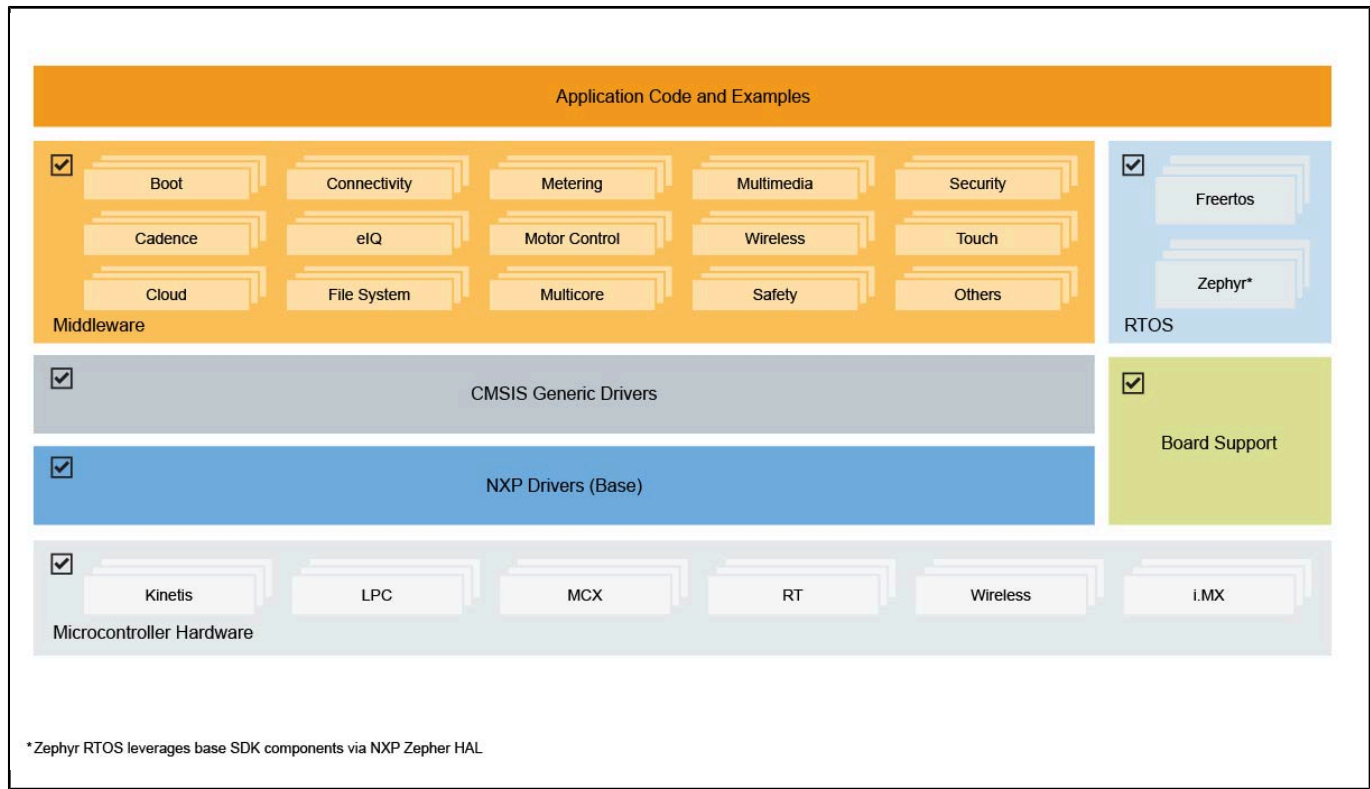 Application Code and Examples
Boot
Connectivity
Metering
Multimedia
Security
Cadence
eIQ
Motor Control
Wireless
Touch
Cloud
File System
Multicore
Safety
Others
Middleware
Freertos
Zephyr*
RTOS
CMSIS Generic Drivers
NXP Drivers (Base)
Board Support
Kinetis
LPC
MCX
RT
Wireless
i.MX
Microcontroller Hardware
*Zephyr RTOS leverages base SDK components via NXP Zepher HAL